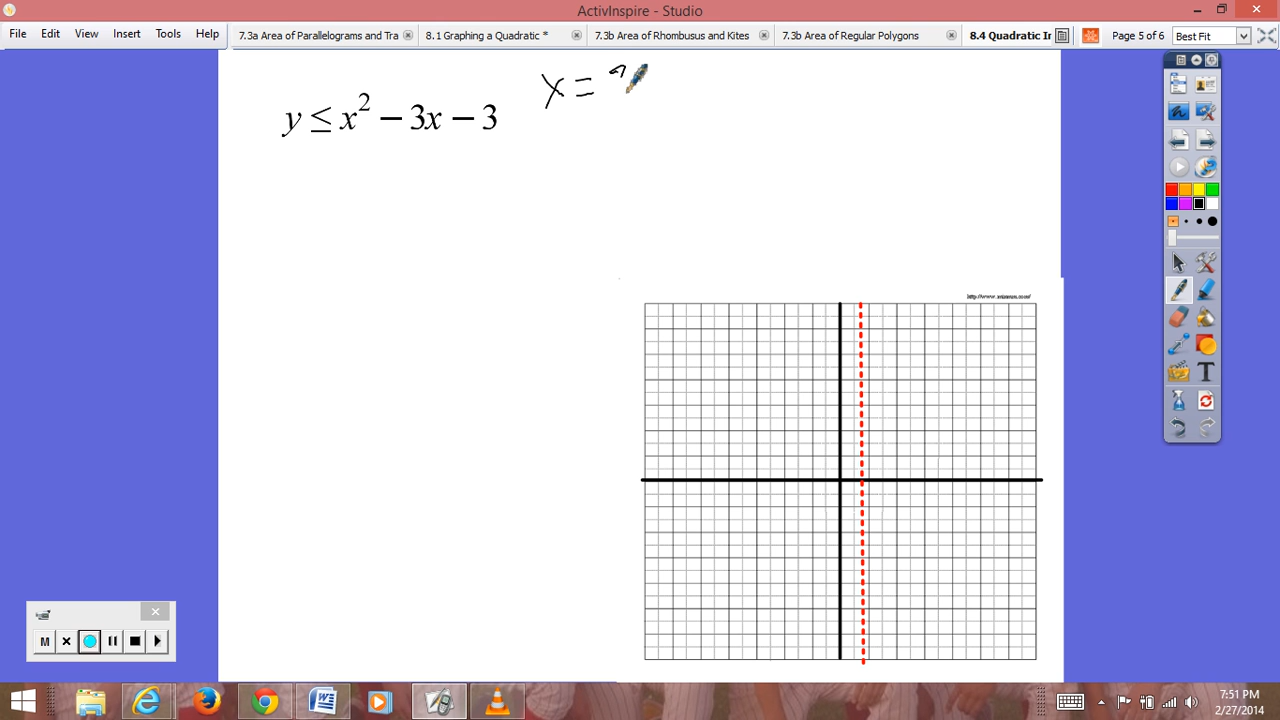 ActivInspire - Studio
File Edit View Insert Tools Help 7.3a Area of Parallelograms and Tra 8.1 Graphing a Quadratic * 7.3b Area of Rhombusus and Kites 7.3b Area of Regular Polygons 8.4 Quadratic In Page 5 of 6 Best Fit
x =
y ≤ x² − 3x − 3
M
T
7:51 PM
2/27/2014